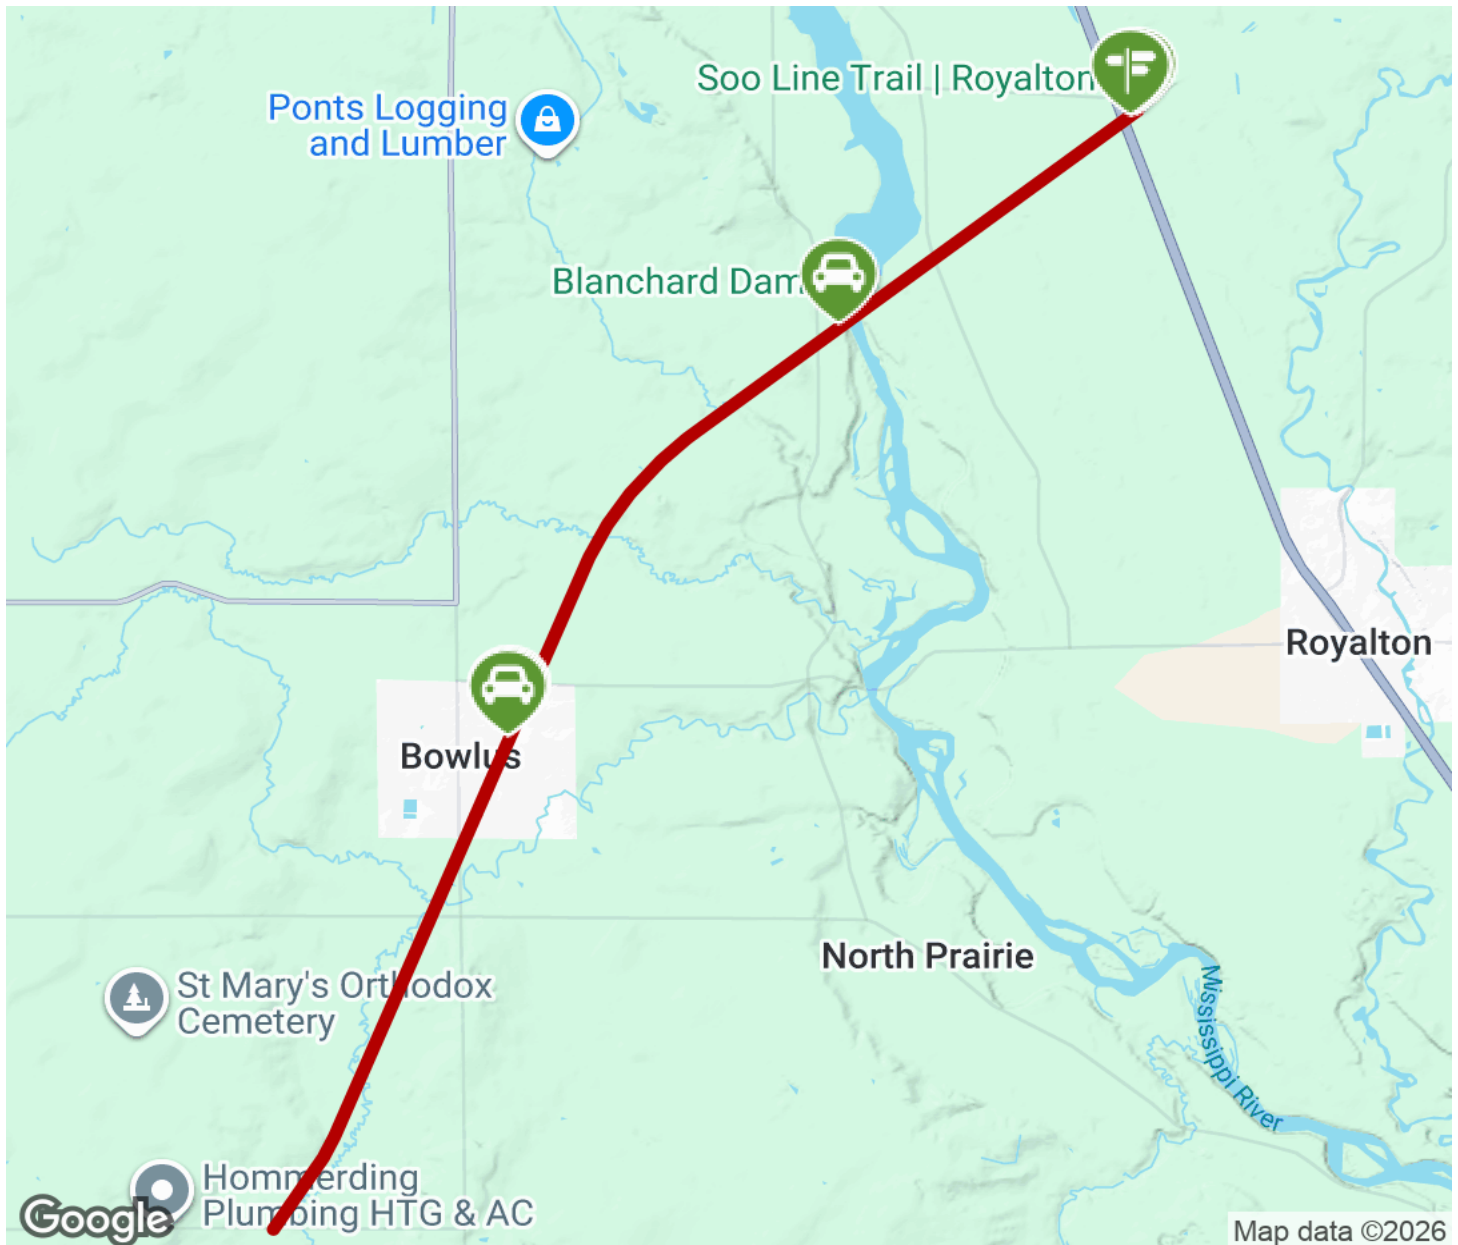 Soo Line Trail | Royalton
Ponts Logging
and Lumber
Blanchard Dam
Royalton
Bowlus
North Prairie
St Mary's Orthodox
Cemetery
Mississippi River
Hommerding
Plumbing HTG & AC
Google
Map data ©2026